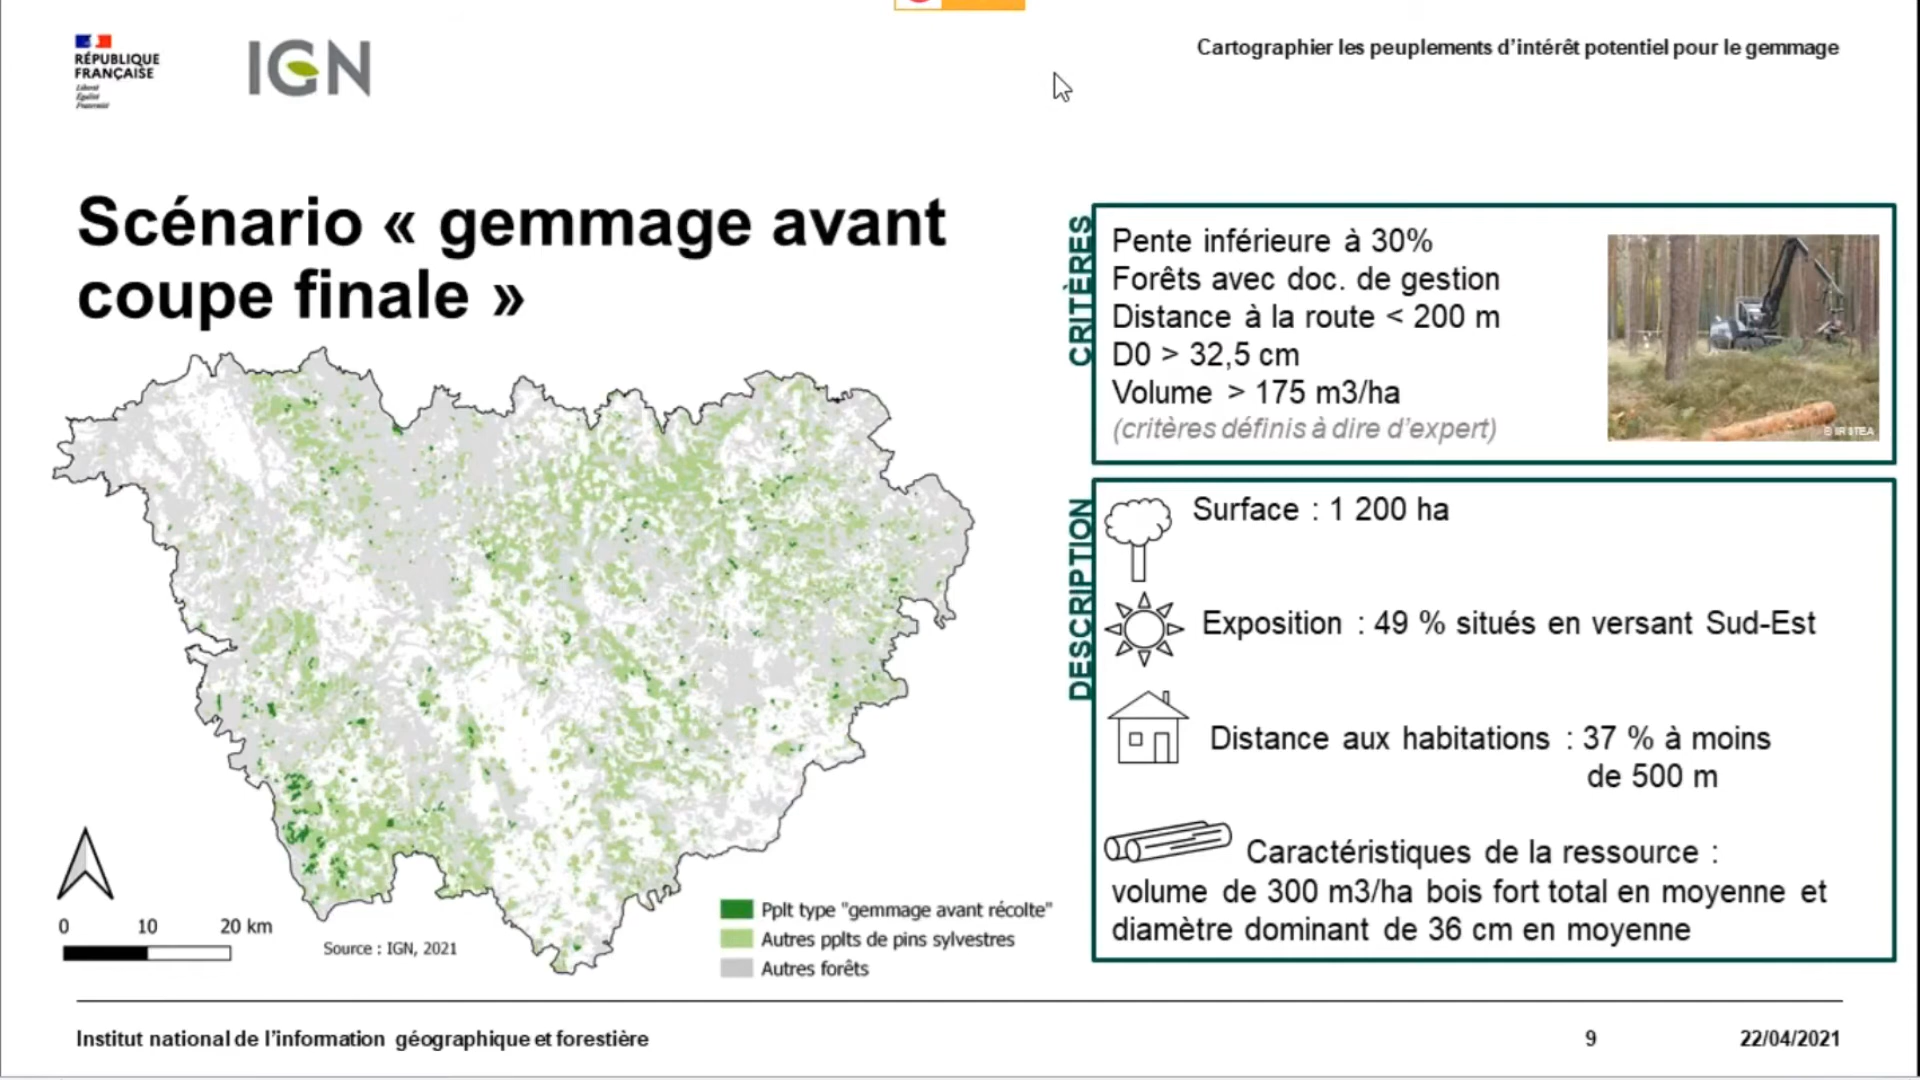 RÉPUBLIQUE
FRANÇAISE
Liberté
Égalité
Fraternité
IGN
Cartographier les peuplements d’intérêt potentiel pour le gemmage
Scénario « gemmage avant
coupe finale »
CRITÈRES
Pente inférieure à 30%
Forêts avec doc. de gestion
Distance à la route < 200 m
D0 > 32,5 cm
Volume > 175 m3/ha
(critères définis à dire d’expert)
© IRSTEA
DESCRIPTION
Surface : 1 200 ha
Exposition : 49 % situés en versant Sud-Est
Distance aux habitations : 37 % à moins
de 500 m
Caractéristiques de la ressource :
volume de 300 m3/ha bois fort total en moyenne et
diamètre dominant de 36 cm en moyenne
0 10 20 km
Source : IGN, 2021
Pplt type "gemmage avant récolte"
Autres pplts de pins sylvestres
Autres forêts
Institut national de l’information géographique et forestière
9
22/04/2021